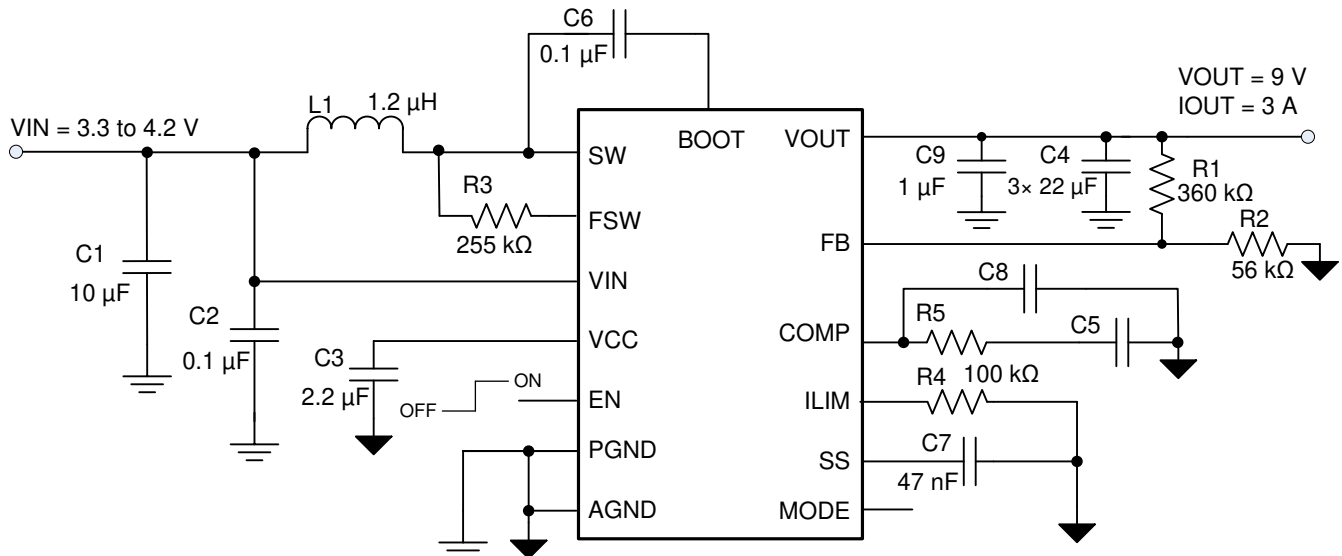 C6
0.1 µF
VIN = 3.3 to 4.2 V
L1
1.2 µH
R3
255 kΩ
C1
10 µF
C2
0.1 µF
C3
2.2 µF
OFF
ON
BOOT
SW
FSW
VIN
VCC
EN
PGND
AGND
VOUT
FB
COMP
ILIM
SS
MODE
VOUT = 9 V
IOUT = 3 A
C9
1 µF
C4
3× 22 µF
R1
360 kΩ
R2
56 kΩ
C8
R5
C5
R4
100 kΩ
C7
47 nF